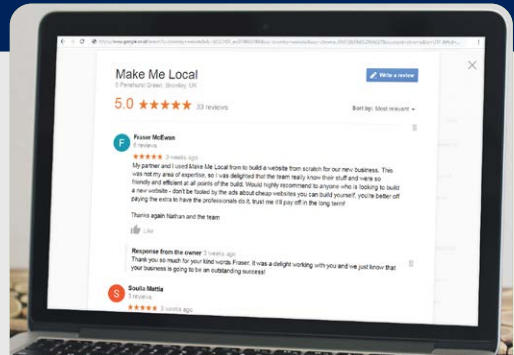 Make Me Local
5 Penshurst Green, Bromley, UK
Write a review
5.0 ★★★★★ 33 reviews
Sort by: Most relevant
F
Fraser McEwan
6 reviews
★★★★★ 3 weeks ago
My partner and I used Make Me Local from to build a website from scratch for our new business. This
was not my area of expertise, so I was delighted that the team really know their stuff and were so
friendly and efficient at all points of the build. Would highly recommend to anyone who is looking to build
a new website - don't be fooled by the ads about cheap websites you can build yourself, you're better off
paying the extra to have the professionals do it, trust me it'll pay off in the long term!
Thanks again Nathan and the team
Like
Response from the owner 3 weeks ago
Thank you so much for your kind words Fraser, it was a delight working with you and we just know that
your business is going to be an outstanding success!
S
Soulla Mattia
3 reviews
★★★★★ 3 weeks ago